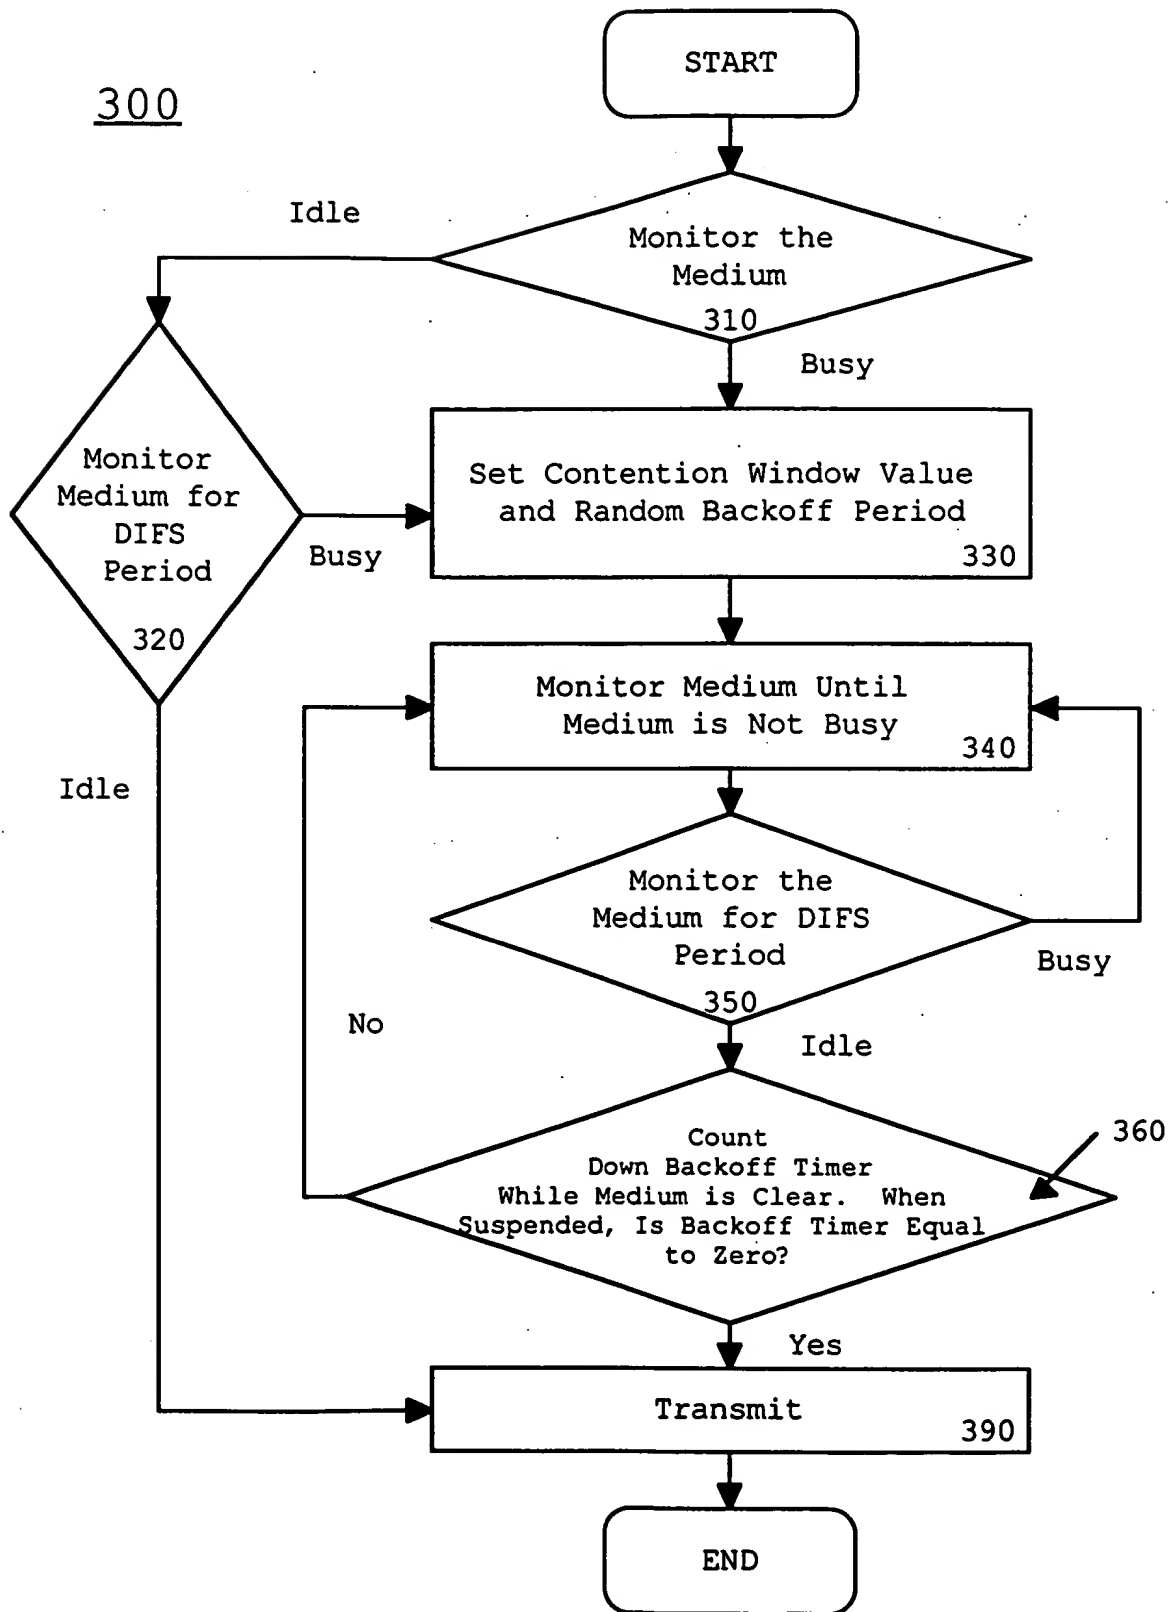 START
300
Idle
Monitor the
Medium
310
Busy
Monitor
Medium for
DIFS
Period
320
Busy
Set Contention Window Value
and Random Backoff Period
330
Monitor Medium Until
Medium is Not Busy
340
Idle
Monitor the
Medium for DIFS
Period
350
Busy
No
Idle
Count
Down Backoff Timer
While Medium is Clear. When
Suspended, Is Backoff Timer Equal
to Zero?
360
Yes
Transmit
390
END